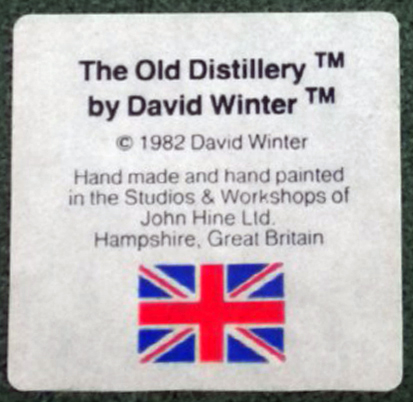 The Old Distillery ™
by David Winter ™
© 1982 David Winter
Hand made and hand painted
in the Studios & Workshops of
John Hine Ltd.
Hampshire, Great Britain